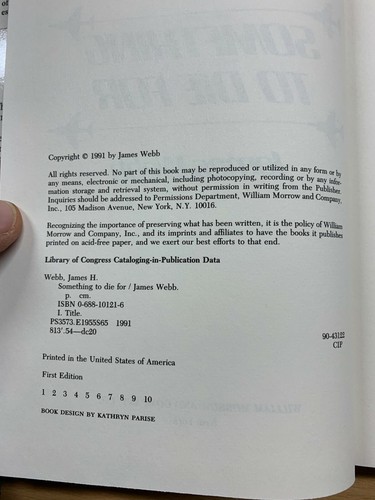 Copyright © 1991 by James Webb
All rights reserved. No part of this book may be reproduced or utilized in any form or by
any means, electronic or mechanical, including photocopying, recording or by any infor-
mation storage and retrieval system, without permission in writing from the Publisher.
Inquiries should be addressed to Permissions Department, William Morrow and Company,
Inc., 105 Madison Avenue, New York, N.Y. 10016.
Recognizing the importance of preserving what has been written, it is the policy of William
Morrow and Company, Inc., and its imprints and affiliates to have the books it publishes
printed on acid-free paper, and we exert our best efforts to that end.
Library of Congress Cataloging-in-Publication Data
Webb, James H.
Something to die for / James Webb.
p. cm.
ISBN 0-688-10121-6
I. Title.
PS3573.E1955S65 1991
813'.54—dc20
90-43122
CIP
Printed in the United States of America
First Edition
1 2 3 4 5 6 7 8 9 10
BOOK DESIGN BY KATHRYN PARISE
SOMETHING
TO DIE FOR